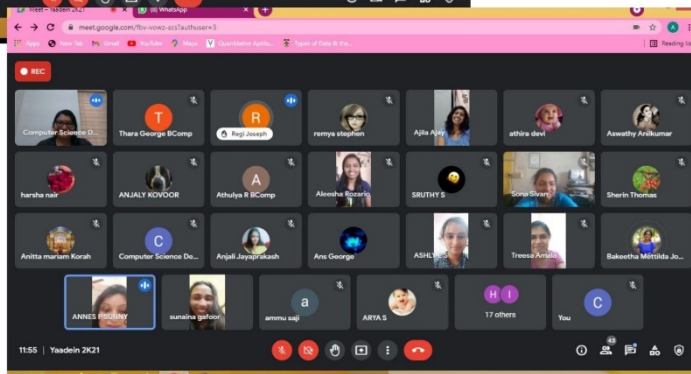 Meet – Yaadein 2K21
WhatsApp
meet.google.com/fbv-vowz-scs?authuser=3
Apps New Tab Gmail YouTube Maps Quantitative Aptitu... Types of Data & the... Reading list
REC
Computer Science D...
Thara George BComp
Regi Joseph
remya stephen
Ajila Ajay
athira devi
Aswathy Anilkumar
harsha nair
ANJALY KOVOOR
Athulya R BComp
Aleesha Rozario
SRUTHY S
Sona Sivan
Sherin Thomas
Anitta mariam Korah
Computer Science De...
Anjali Jayaprakash
Ans George
Treesa Amala
Bakeetha Mottilda Jo...
ANNES P SUNNY
sunaina gafoor
ammu saji
ARYA S
17 others
You
11:55 | Yaadein 2K21
43